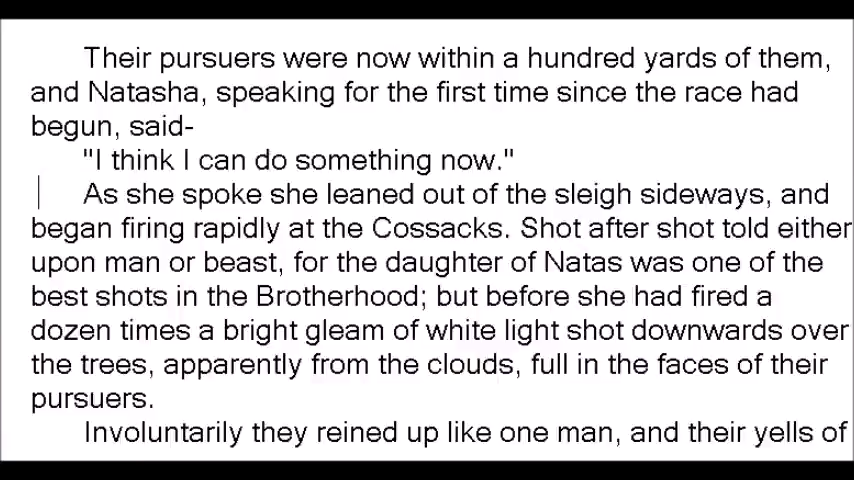 Their pursuers were now within a hundred yards of them,
and Natasha, speaking for the first time since the race had
begun, said-
"I think I can do something now."
As she spoke she leaned out of the sleigh sideways, and
began firing rapidly at the Cossacks. Shot after shot told either
upon man or beast, for the daughter of Natas was one of the
best shots in the Brotherhood; but before she had fired a
dozen times a bright gleam of white light shot downwards over
the trees, apparently from the clouds, full in the faces of their
pursuers.
Involuntarily they reined up like one man, and their yells of